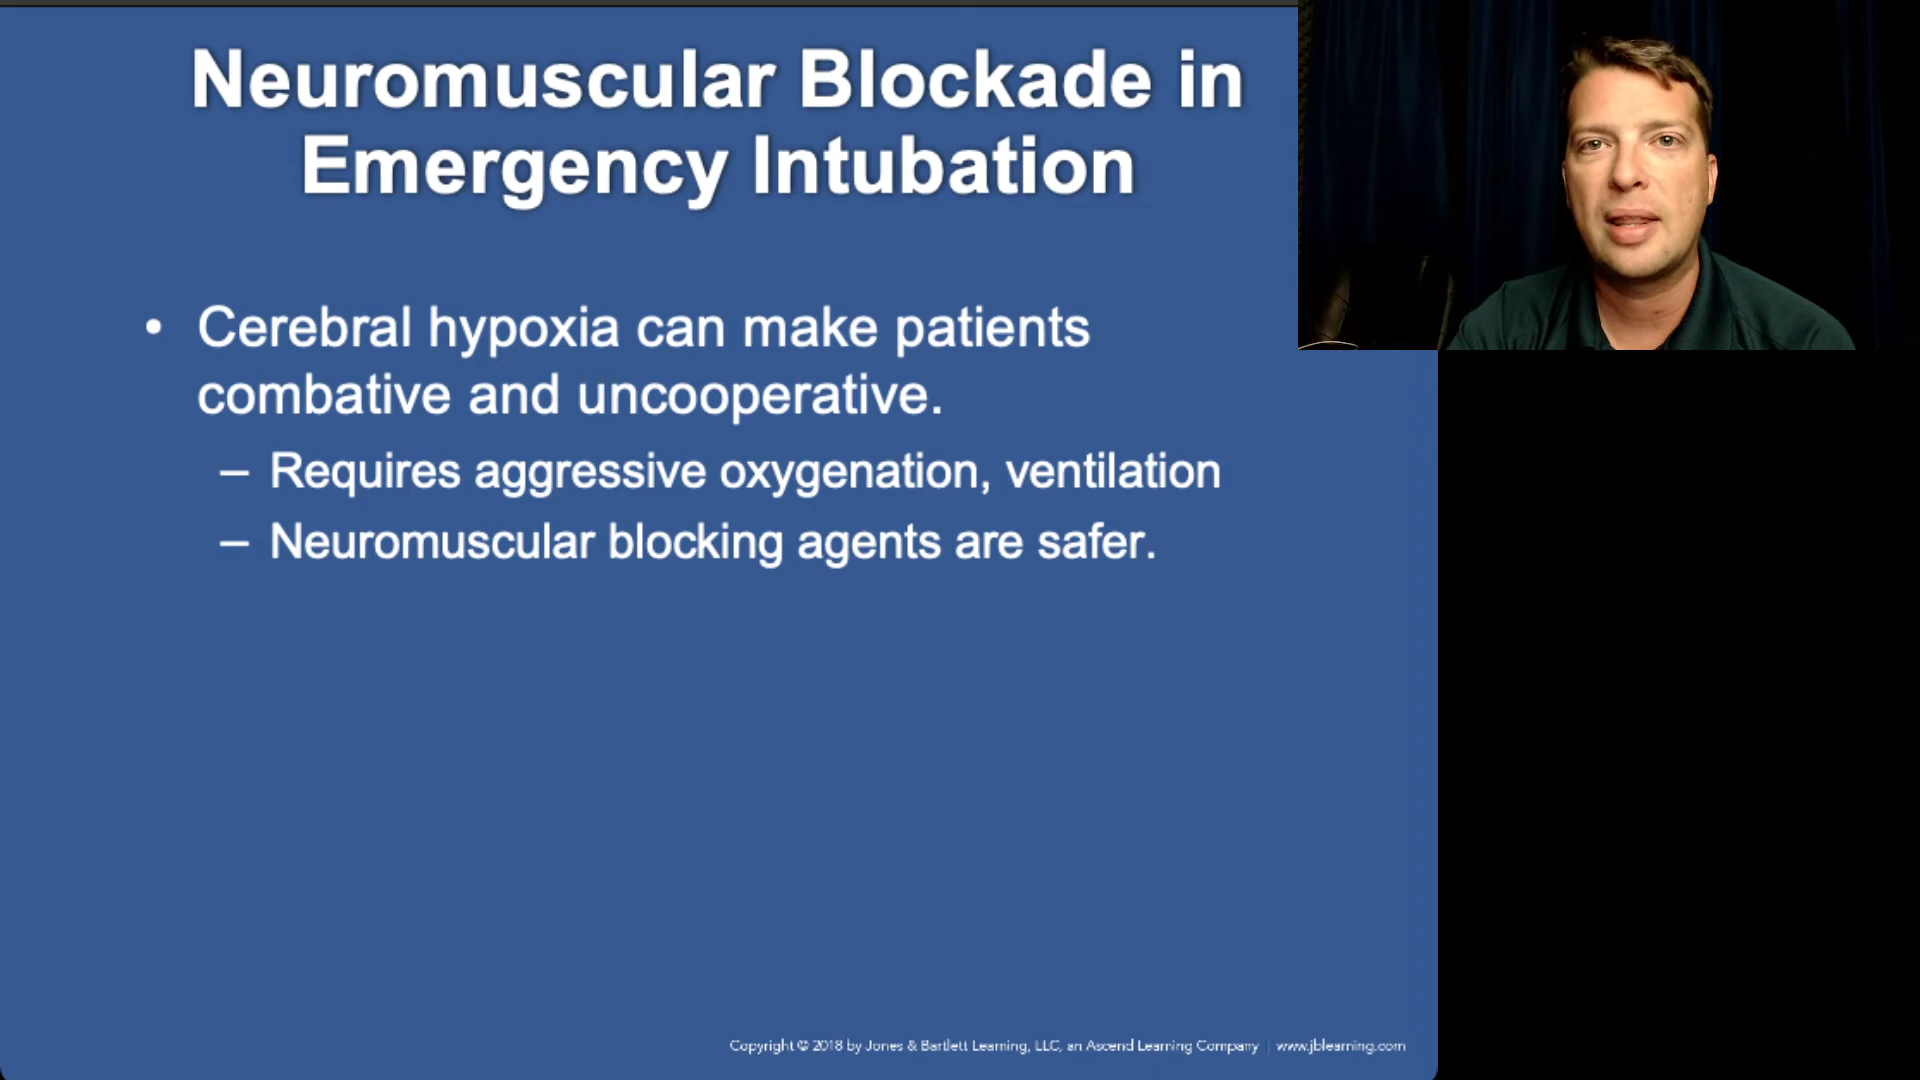 Neuromuscular Blockade in
Emergency Intubation
• Cerebral hypoxia can make patients
combative and uncooperative.
– Requires aggressive oxygenation, ventilation
– Neuromuscular blocking agents are safer.
Copyright © 2018 by Jones & Bartlett Learning, LLC, an Ascend Learning Company | www.jblearning.com